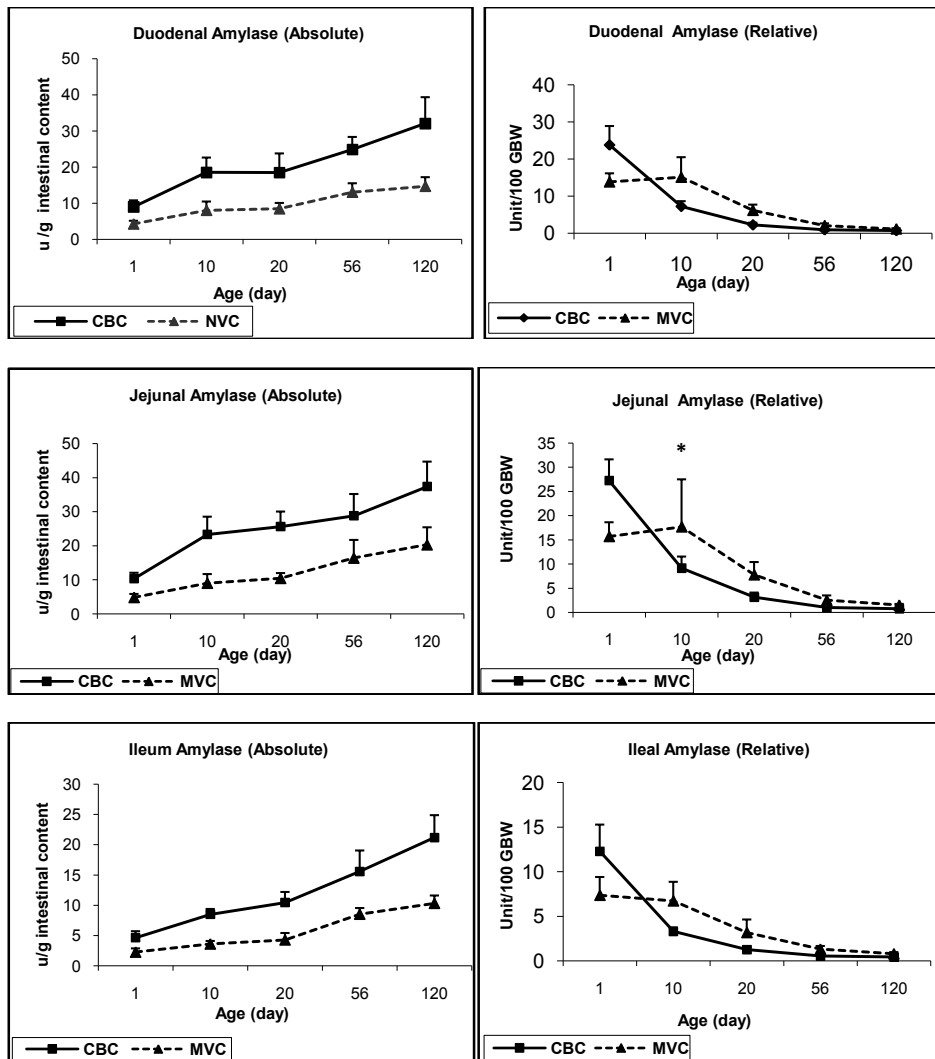 Duodenal Amylase (Absolute)
u /g intestinal content
50
40
30
20
10
0
1 10 20 56 120
Age (day)
CBC NVC
Duodenal Amylase (Relative)
Unit/100 GBW
40
30
20
10
0
1 10 20 56 120
Aga (day)
CBC MVC
Jejunal Amylase (Absolute)
u/g intestinal content
50
40
30
20
10
0
1 10 20 56 120
Age (day)
CBC MVC
Jejunal Amylase (Relative)
Unit/100 GBW
35
30
25
20
15
10
5
0
*
1 10 20 56 120
Age (day)
CBC MVC
Ileum Amylase (Absolute)
u/g intestinal content
30
25
20
15
10
5
0
1 10 20 56 120
Age (day)
CBC MVC
Ileal Amylase (Relative)
Unit/100 GBW
20
15
10
5
0
1 10 20 56 120
Age (day)
CBC MVC